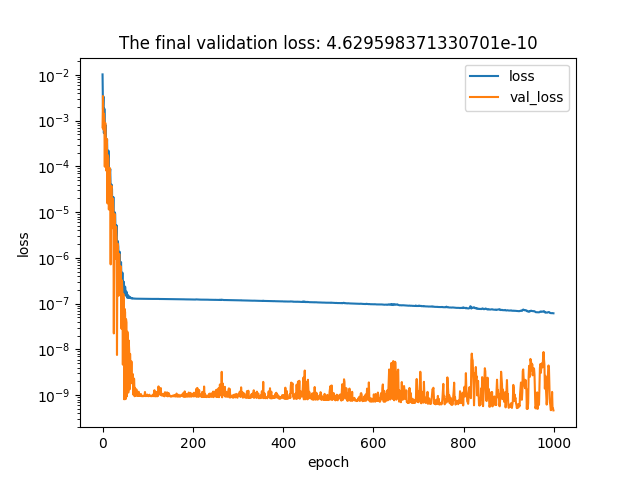 The final validation loss: 4.629598371330701e-10
loss
val_loss
10⁻²
10⁻³
10⁻⁴
10⁻⁵
10⁻⁶
10⁻⁷
10⁻⁸
10⁻⁹
loss
0
200
400
600
800
1000
epoch